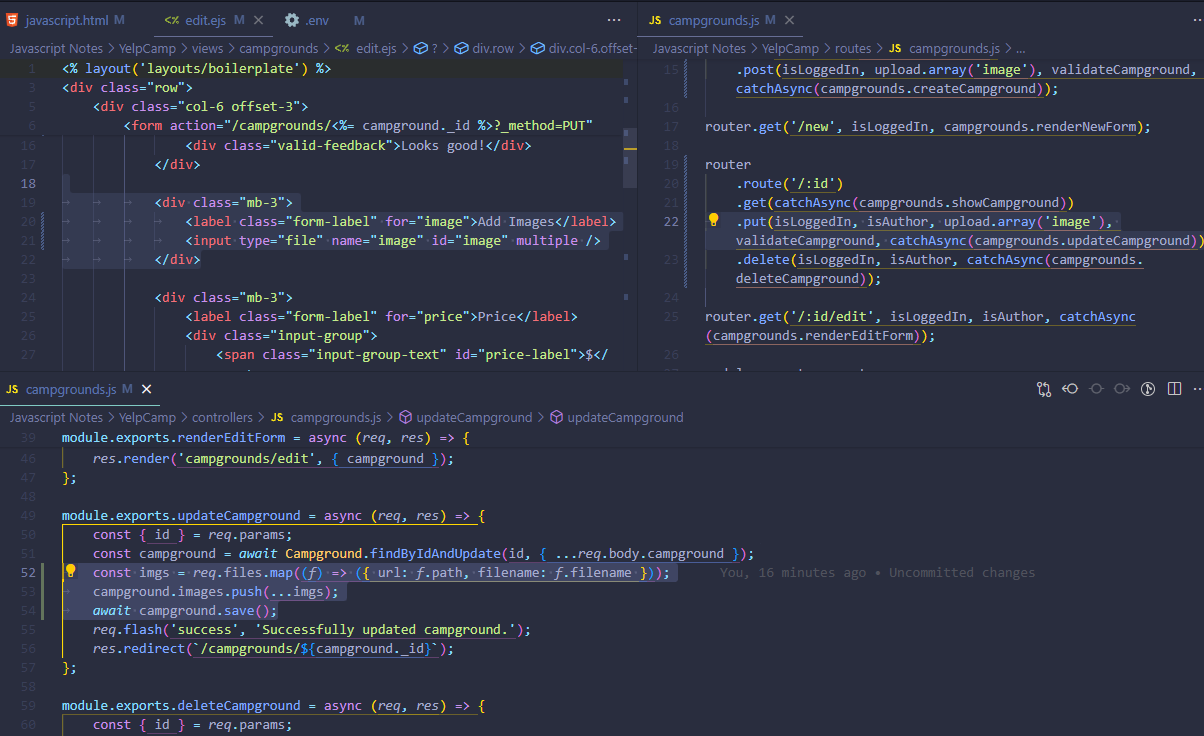 javascript.html M
<% edit.ejs M
.env M
...
Javascript Notes > YelpCamp > views > campgrounds > <% edit.ejs > ? > div.row > div.col-6.offset-
1 <% layout('layouts/boilerplate') %>
3 <div class="row">
5 <div class="col-6 offset-3">
6 <form action="/campgrounds/<%= campground._id %>?_method=PUT"
16 <div class="valid-feedback">Looks good!</div>
17 </div>
18
19 <div class="mb-3">
20 <label class="form-label" for="image">Add Images</label>
21 <input type="file" name="image" id="image" multiple />
22 </div>
23
24 <div class="mb-3">
25 <label class="form-label" for="price">Price</label>
26 <div class="input-group">
27 <span class="input-group-text" id="price-label">$</
JS campgrounds.js M
Javascript Notes > YelpCamp > routes > JS campgrounds.js > ...
15 .post(isLoggedIn, upload.array('image'), validateCampground,
catchAsync(campgrounds.createCampground));
16
17 router.get('/new', isLoggedIn, campgrounds.renderNewForm);
18
19 router
20 .route('/:id')
21 .get(catchAsync(campgrounds.showCampground))
22 .put(isLoggedIn, isAuthor, upload.array('image'),
validateCampground, catchAsync(campgrounds.updateCampground))
23 .delete(isLoggedIn, isAuthor, catchAsync(campgrounds.
deleteCampground));
24
25 router.get('/:id/edit', isLoggedIn, isAuthor, catchAsync
(campgrounds.renderEditForm));
26
JS campgrounds.js M
Javascript Notes > YelpCamp > controllers > JS campgrounds.js > updateCampground > updateCampground
39 module.exports.renderEditForm = async (req, res) => {
46 res.render('campgrounds/edit', { campground });
47 };
48
49 module.exports.updateCampground = async (req, res) => {
50 const { id } = req.params;
51 const campground = await Campground.findByIdAndUpdate(id, { ...req.body.campground });
52 const imgs = req.files.map((f) => ({ url: f.path, filename: f.filename })); You, 16 minutes ago • Uncommitted changes
53 campground.images.push(...imgs);
54 await campground.save();
55 req.flash('success', 'Successfully updated campground.');
56 res.redirect(`/campgrounds/${campground._id}`);
57 };
58
59 module.exports.deleteCampground = async (req, res) => {
60 const { id } = req.params;